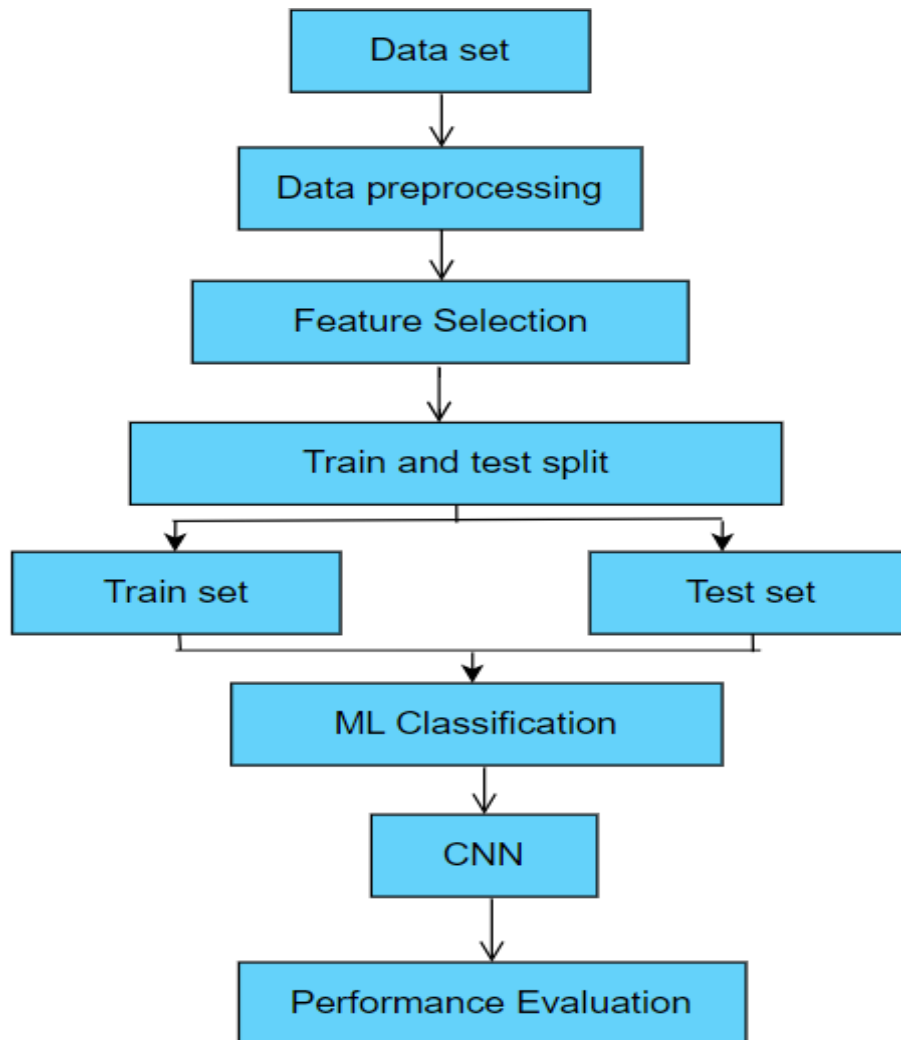 Data set
Data preprocessing
Feature Selection
Train and test split
Train set
Test set
ML Classification
CNN
Performance Evaluation